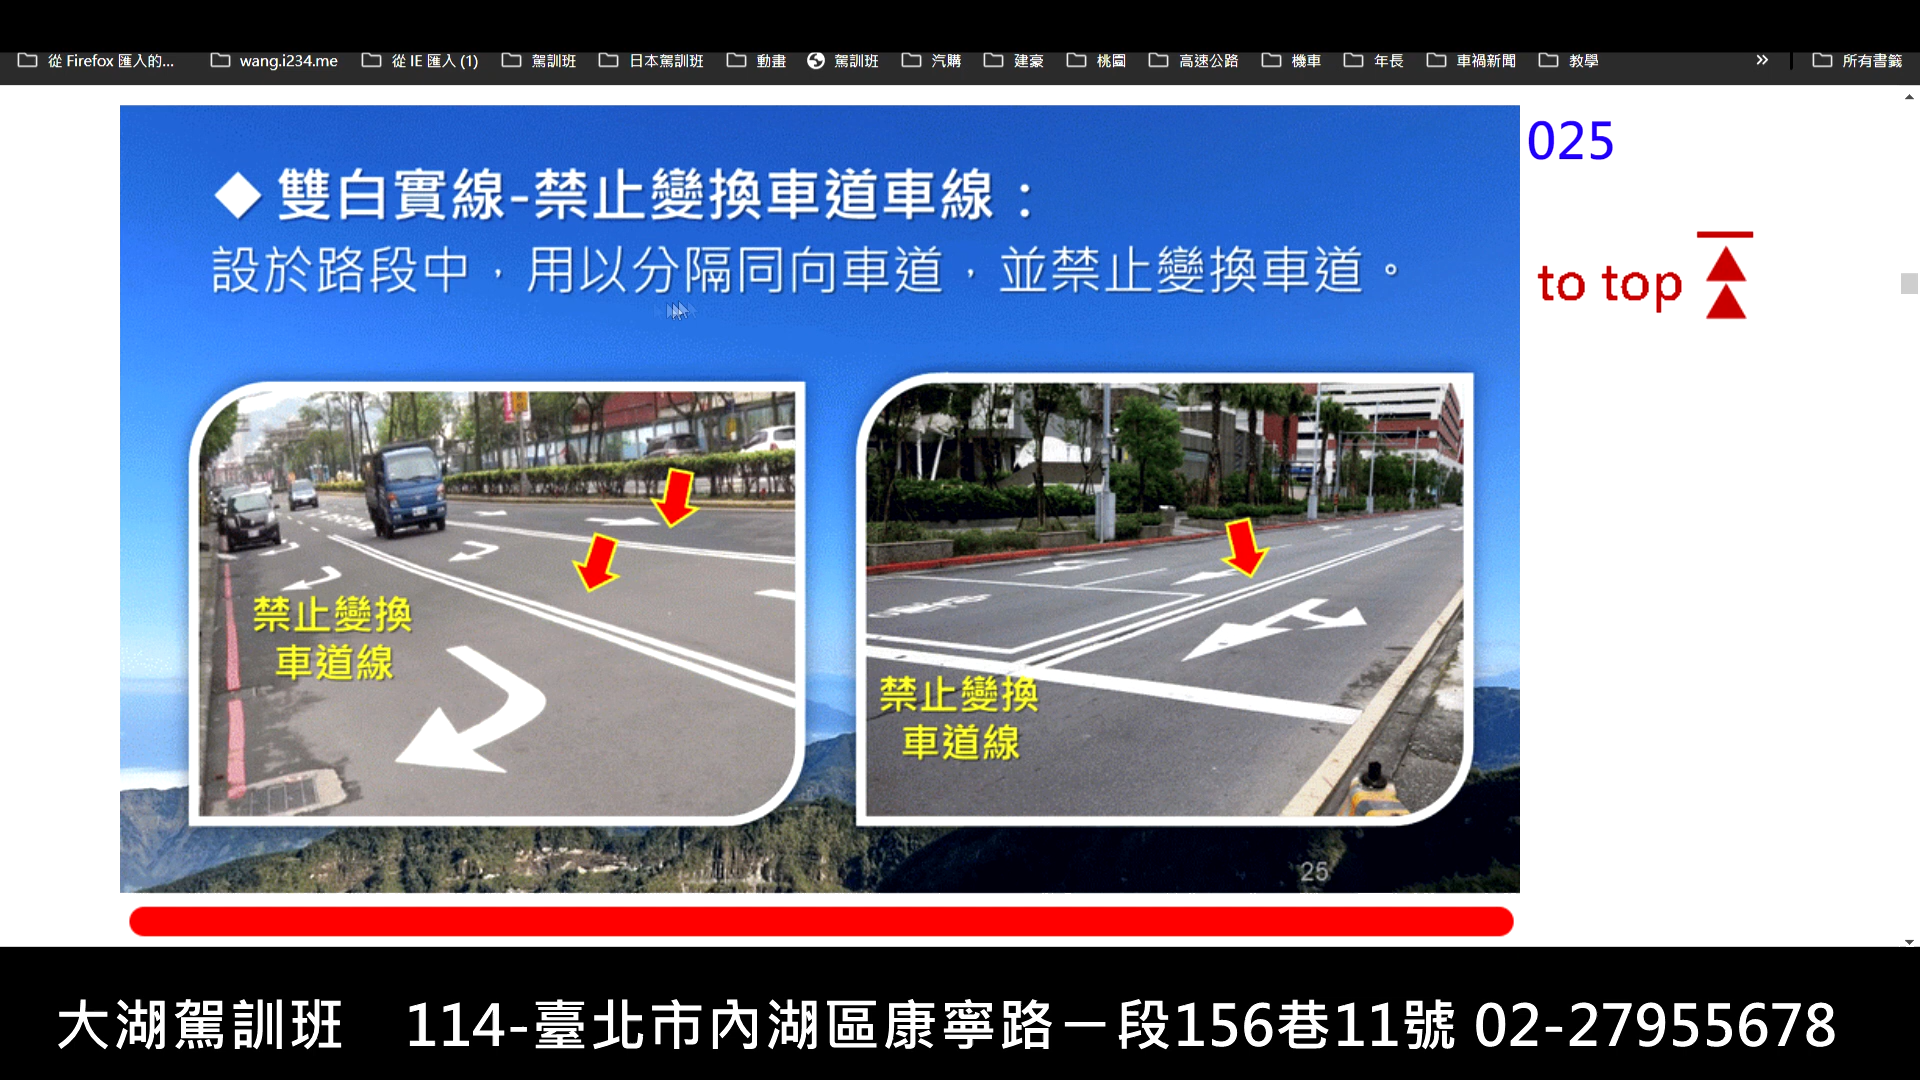 從 Firefox 匯入的... wang.i234.me 從 IE 匯入 (1) 駕訓班 日本駕訓班 動畫 駕訓班 汽購 建豪 桃園 高速公路 機車 年長 車禍新聞 教學 » 所有書籤
025
◆ 雙白實線-禁止變換車道車線：
設於路段中，用以分隔同向車道，並禁止變換車道。
to top
禁止變換
車道線
禁止變換
車道線
25
大湖駕訓班 114-臺北市內湖區康寧路一段156巷11號 02-27955678